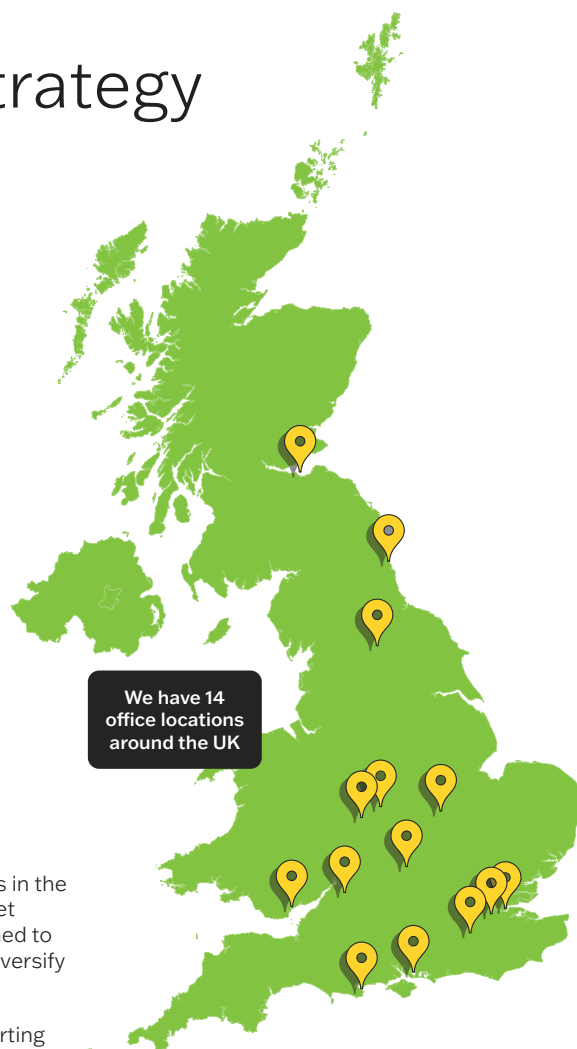 trategy
We have 14
office locations
around the UK
s in the
et
ed to
versify
rting